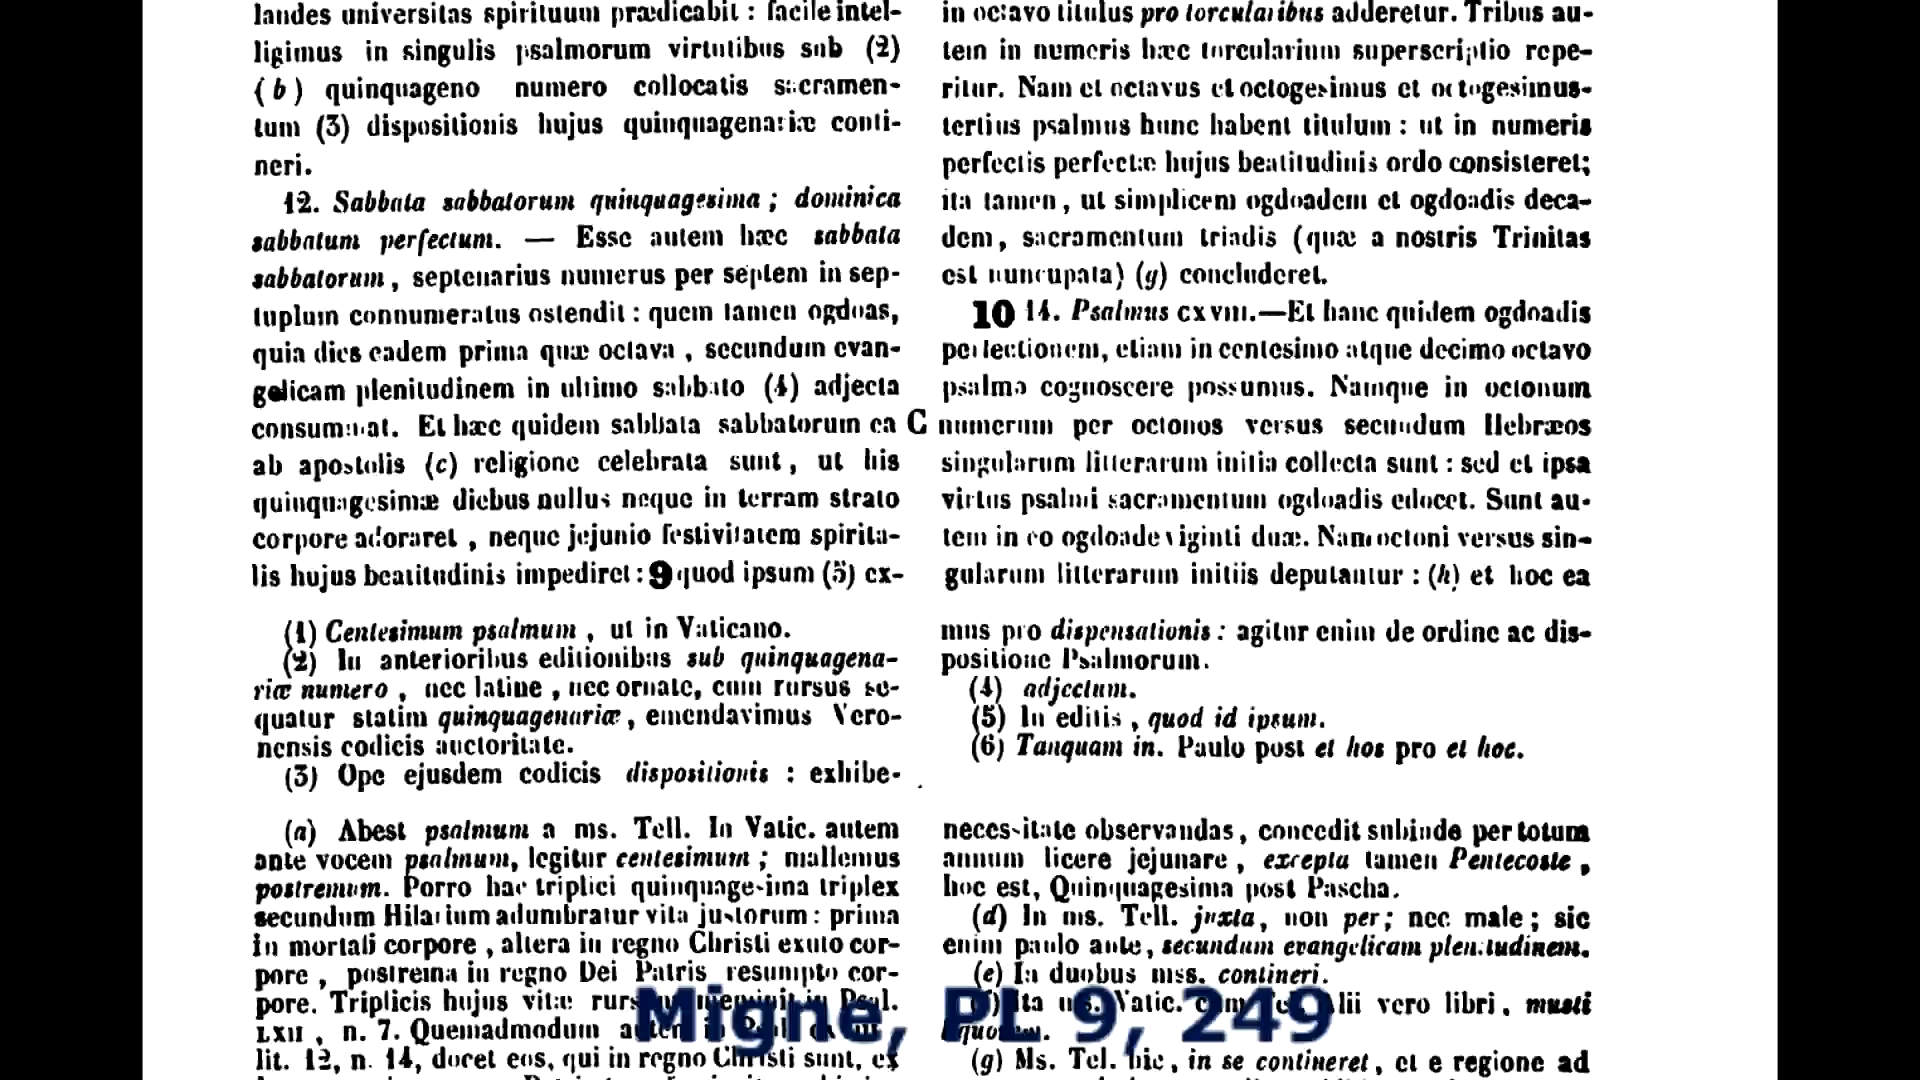 laudes universitas spirituum prædicabit : facile intel-
ligimus in singulis psalmorum virtutibus sub (2)
(b) quinquageno numero collocatis sacramen-
tum (3) dispositionis hujus quinquagenariæ conti-
neri.
12. Sabbata sabbatorum quinquagesima ; dominica
sabbatum perfectum. — Esse autem hæc sabbata
sabbatorum, septenarius numerus per septem in sep-
tuplum connumeratus ostendit : quem tamen ogdoas,
quia dies eadem prima quæ octava , secundum evan-
gelicam plenitudinem in ultimo sabbato (4) adjecta
consummat. Et hæc quidem sabbata sabbatorum ea
ab apostolis (c) religione celebrata sunt, ut his
quinquagesimæ diebus nullus neque in terram strato
corpore adoraret , neque jejunio festivitatem spirita-
lis hujus beatitudinis impediret : 9 quod ipsum (5) ex-
in octavo titulus pro torcularibus adderetur. Tribus au-
tem in numeris hæc torcularium superscriptio repe-
ritur. Nam et octavus et octogesimus et octogesimus-
tertius psalmus hunc habent titulum : ut in numeris
perfectis perfectæ hujus beatitudinis ordo consisteret;
ita tamen, ut simplicem ogdoadem et ogdoadis deca-
dem, sacramentum triadis (quæ a nostris Trinitas
est nuncupata) (g) concluderet.
10 14. Psalmus CXVIII.—Et hanc quidem ogdoadis
perfectionem, etiam in centesimo atque decimo octavo
psalmo cognoscere possumus. Namque in octonum
C numerum per octonos versus secundum Hebræos
singularum litterarum initia collecta sunt : sed et ipsa
virtus psalmi sacramentum ogdoadis edocet. Sunt au-
tem in eo ogdoade viginti duæ. Nam octoni versus sin-
gularum litterarum initiis deputantur : (h) et hoc ea
(1) Centesimum psalmum , ut in Vaticano.
(2) In anterioribus editionibus sub quinquagena-
riæ numero , nec latine , nec ornate, cum rursus se-
quatur statim quinquagenariæ, emendavimus Vero-
nensis codicis auctoritate.
(3) Ope ejusdem codicis dispositionis : exhibe-
mus pro dispensationis : agitur enim de ordine ac dis-
positione Psalmorum.
(4) adjectum.
(5) In editis , quod id ipsum.
(6) Tanquam in. Paulo post et hos pro et hoc.
(a) Abest psalmum a ms. Tell. In Vatic. autem
ante vocem psalmum, legitur centesimum ; mallemus
postremum. Porro hac triplici quinquagesima triplex
secundum Hilarium adumbratur vita justorum : prima
in mortali corpore , altera in regno Christi exuto cor-
pore , postrema in regno Dei Patris resumpto cor-
pore. Triplicis hujus vitæ Psal.
LXII , n. 7. Quemadmodum
lit. 12, n. 14, docet eos, qui in regno Christi sunt, ex
necessitate observandas, concedit subinde per totum
annum licere jejunare , excepta tamen Pentecoste ,
hoc est, Quinquagesima post Pascha.
(d) In ms. Tell. juxta, non per; nec male ; sic
enim paulo ante, secundum evangelicam plenitudinem.
(e) In duobus mss. contineri.
Ita ms. Vatic. vero libri, musti
(g) Ms. Tel. hic, in se contineret, et e regione ad
Migne, PL 9, 249